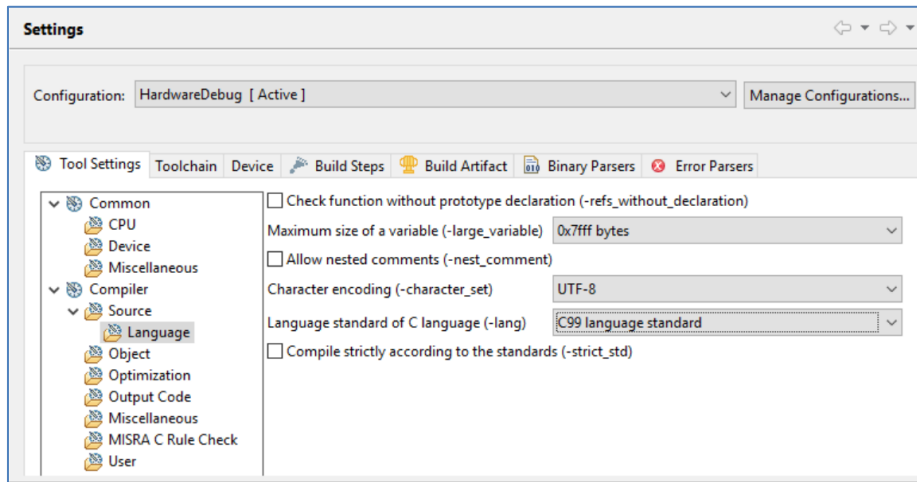 Settings
Configuration: HardwareDebug [ Active ] Manage Configurations...
Tool Settings Toolchain Device Build Steps Build Artifact Binary Parsers Error Parsers
Common
CPU
Device
Miscellaneous
Compiler
Source
Language
Object
Optimization
Output Code
Miscellaneous
MISRA C Rule Check
User
Check function without prototype declaration (-refs_without_declaration)
Maximum size of a variable (-large_variable) 0x7fff bytes
Allow nested comments (-nest_comment)
Character encoding (-character_set) UTF-8
Language standard of C language (-lang) C99 language standard
Compile strictly according to the standards (-strict_std)